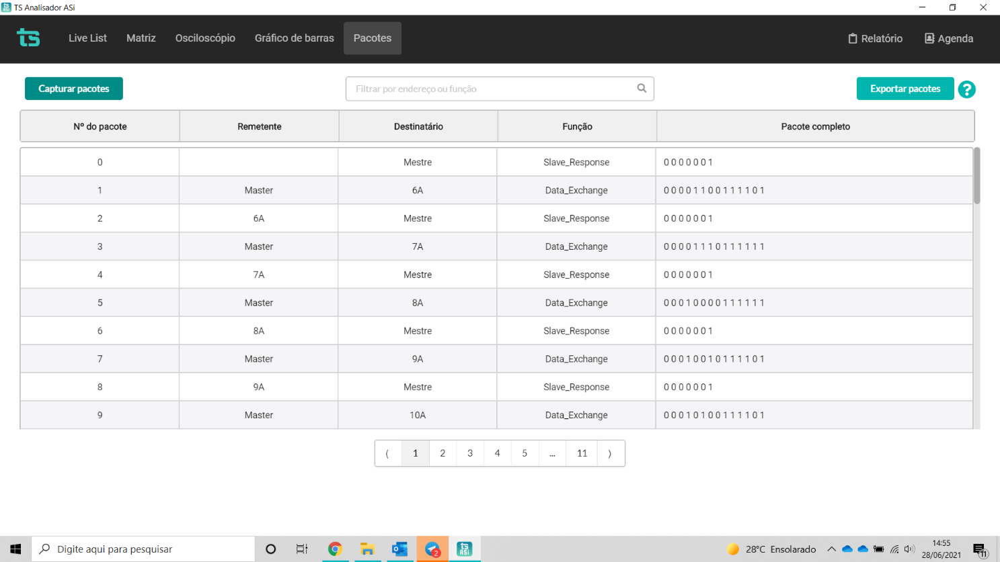 TS Analisador ASi
ts Live List Matriz Osciloscópio Gráfico de barras Pacotes Relatório Agenda
Capturar pacotes Filtrar por endereço ou função Exportar pacotes ?
Nº do pacote Remetente Destinatário Função Pacote completo
0 Mestre Slave_Response 0 0 0 0 0 0 1
1 Master 6A Data_Exchange 0 0 0 0 1 1 0 0 1 1 1 1 0 1
2 6A Mestre Slave_Response 0 0 0 0 0 0 1
3 Master 7A Data_Exchange 0 0 0 0 1 1 1 0 1 1 1 1 1 1
4 7A Mestre Slave_Response 0 0 0 0 0 0 1
5 Master 8A Data_Exchange 0 0 0 1 0 0 0 0 1 1 1 1 1 1
6 8A Mestre Slave_Response 0 0 0 0 0 0 1
7 Master 9A Data_Exchange 0 0 0 1 0 0 1 0 1 1 1 1 0 1
8 9A Mestre Slave_Response 0 0 0 0 0 0 1
9 Master 10A Data_Exchange 0 0 0 1 0 1 0 0 1 1 1 1 0 1
⟨ 1 2 3 4 5 ... 11 ⟩
Digite aqui para pesquisar 2 ts ASi 28°C Ensolarado 14:55
28/06/2021 11